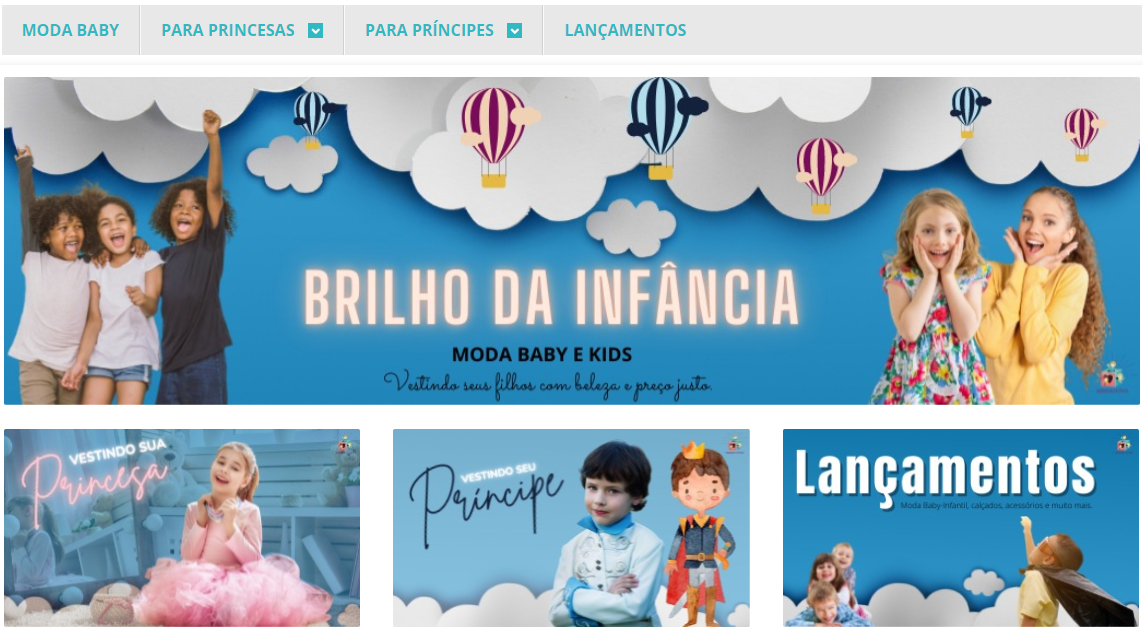 MODA BABY
PARA PRINCESAS
PARA PRÍNCIPES
LANÇAMENTOS
BRILHO DA INFÂNCIA
MODA BABY E KIDS
Vestindo seus filhos com beleza e preço justo.
VESTINDO SUA
Princesa
VESTINDO SEU
Príncipe
Lançamentos
Moda Baby-infantil, calçados, acessórios e muito mais.